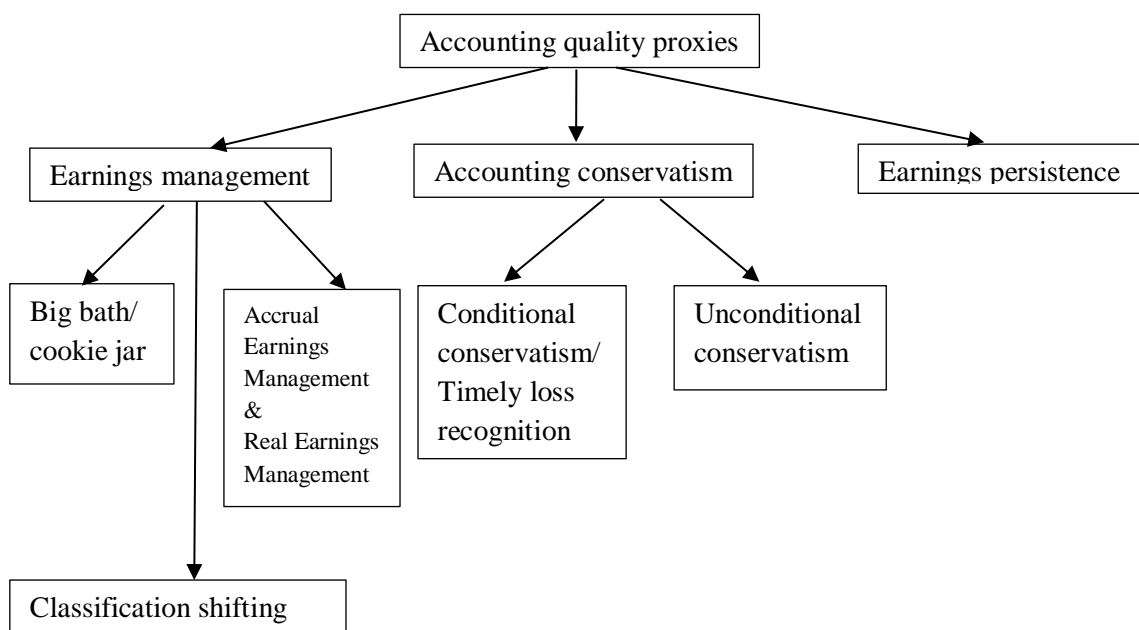 Accounting quality proxies
Earnings management
Accounting conservatism
Earnings persistence
Big bath/
cookie jar
Accrual
Earnings
Management
&
Real Earnings
Management
Conditional
conservatism/
Timely loss
recognition
Unconditional
conservatism
Classification shifting